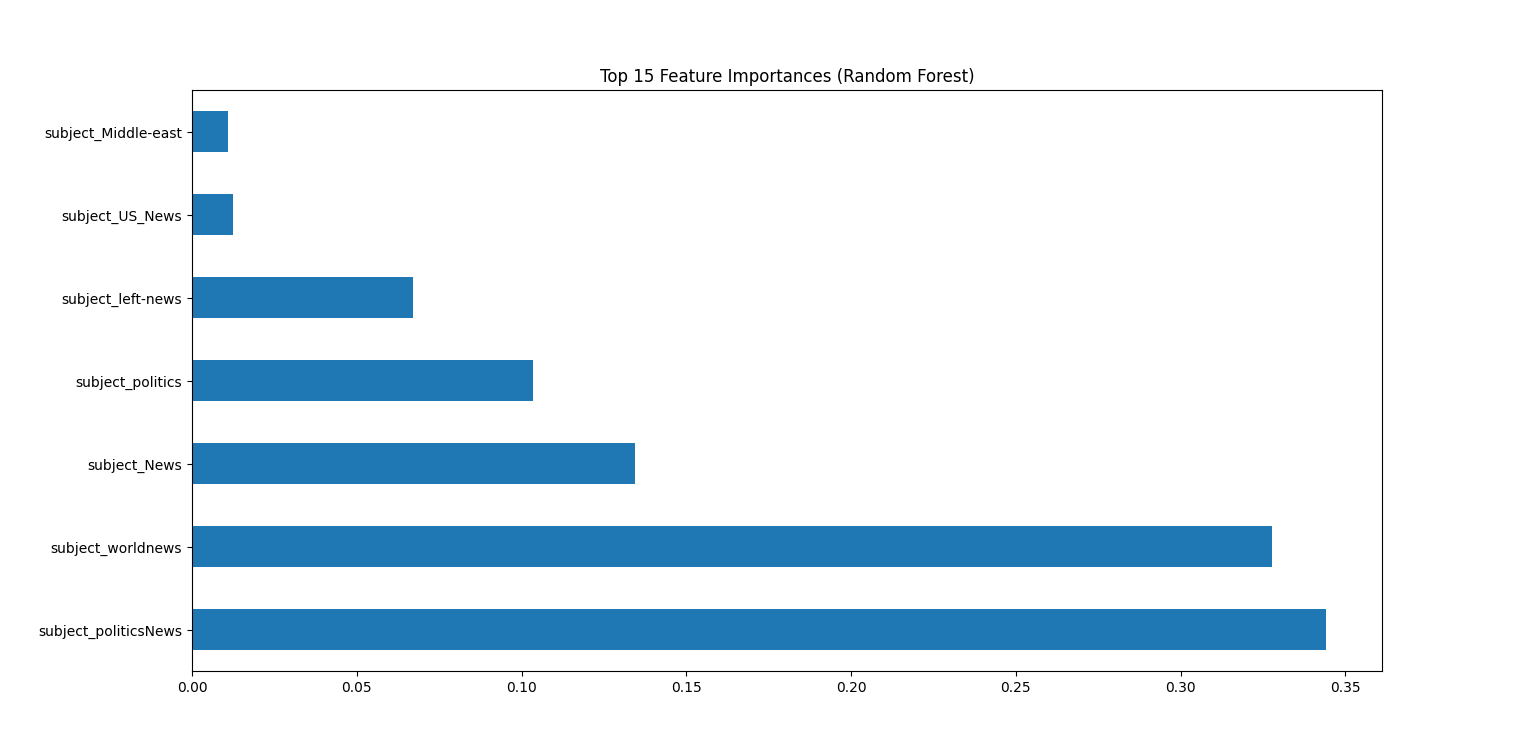 Top 15 Feature Importances (Random Forest)
subject_Middle-east
subject_US_News
subject_left-news
subject_politics
subject_News
subject_worldnews
subject_politicsNews
0.00 0.05 0.10 0.15 0.20 0.25 0.30 0.35